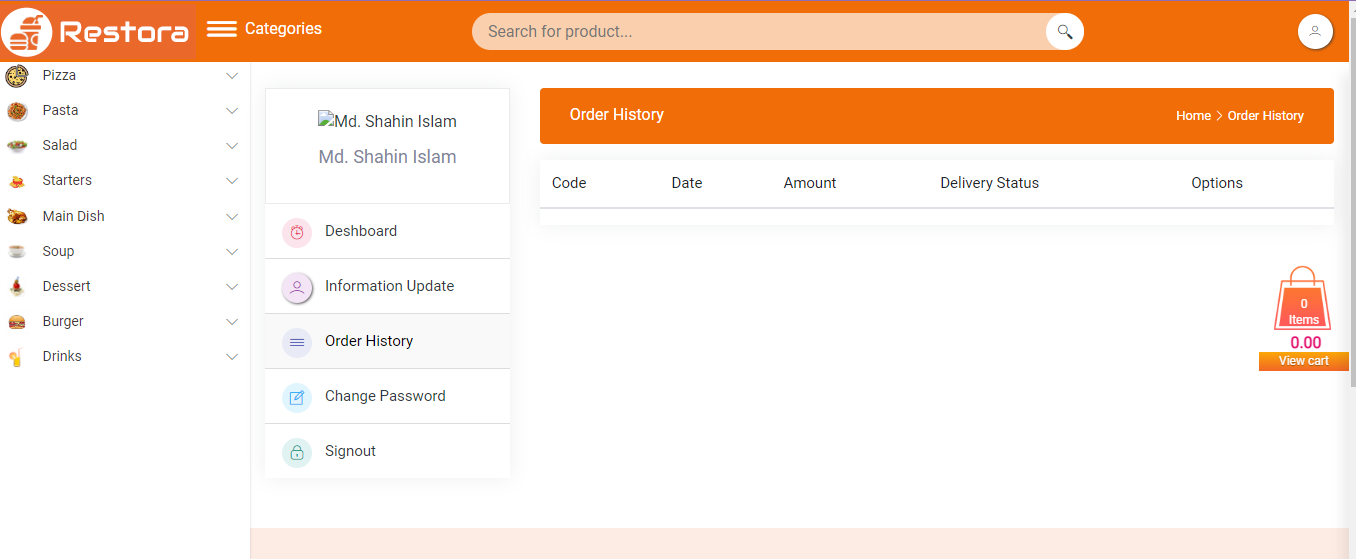 Restora
Categories
Search for product...
Pizza
Pasta
Salad
Starters
Main Dish
Soup
Dessert
Burger
Drinks
Md. Shahin Islam
Md. Shahin Islam
Deshboard
Information Update
Order History
Change Password
Signout
Order History
Home > Order History
Code Date Amount Delivery Status Options
0
Items
0.00
View cart